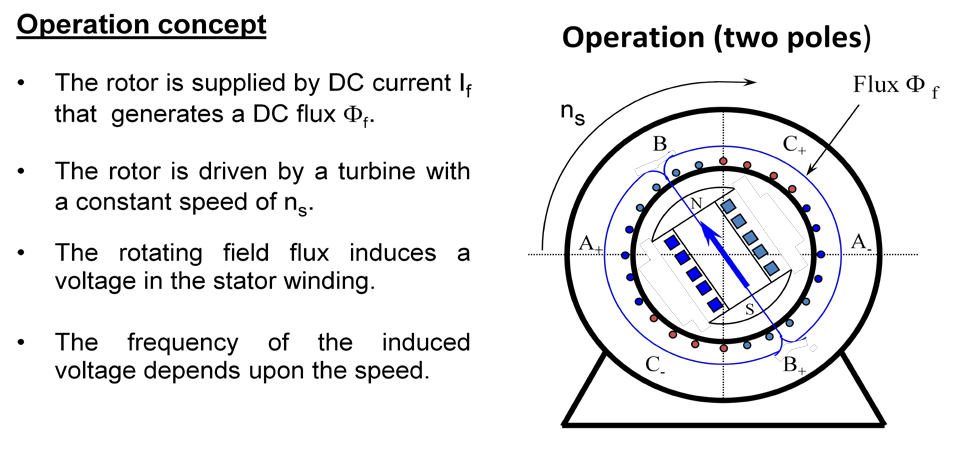 Operation concept
• The rotor is supplied by DC current If
that generates a DC flux Φf.
• The rotor is driven by a turbine with
a constant speed of ns.
• The rotating field flux induces a
voltage in the stator winding.
• The frequency of the induced
voltage depends upon the speed.
Operation (two poles)
Flux Φ f
ns
B-
C+
N
A+
A-
S
C-
B+